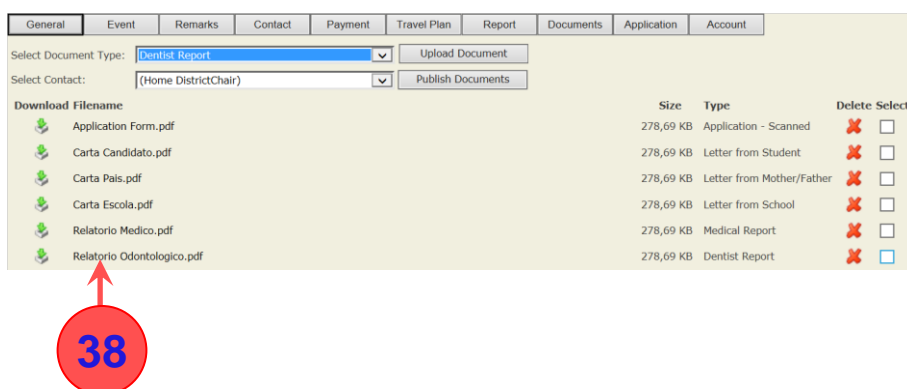 General Event Remarks Contact Payment Travel Plan Report Documents Application Account
Select Document Type: Dentist Report Upload Document
Select Contact: (Home DistrictChair) Publish Documents
Download Filename Size Type Delete Select
Application Form.pdf 278,69 KB Application - Scanned
Carta Candidato.pdf 278,69 KB Letter from Student
Carta Pais.pdf 278,69 KB Letter from Mother/Father
Carta Escola.pdf 278,69 KB Letter from School
Relatorio Medico.pdf 278,69 KB Medical Report
Relatorio Odontologico.pdf 278,69 KB Dentist Report
38